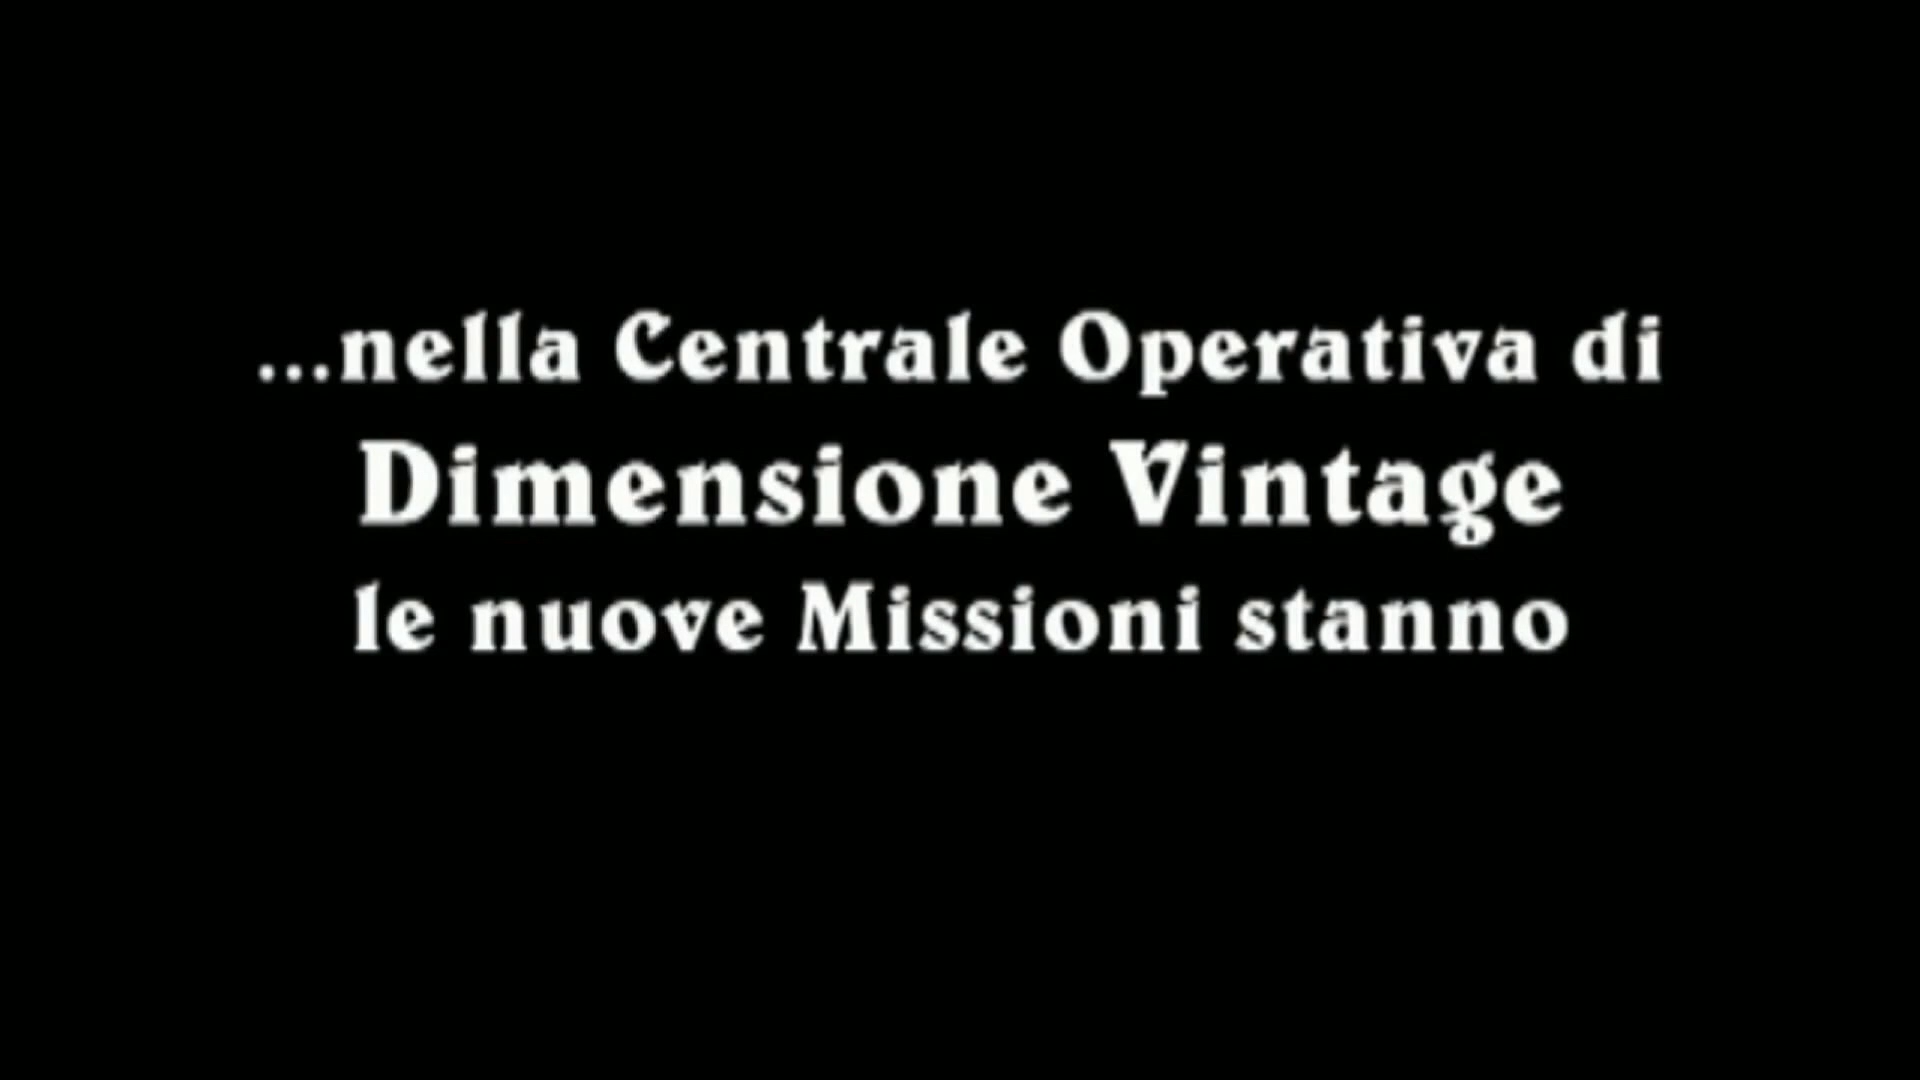 ...nella Centrale Operativa di
Dimensione Vintage
le nuove Missioni stanno